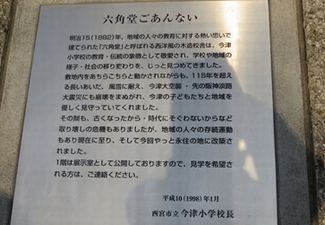 六角堂ごあんない
明治15(1882)年、地域の人々の教育に対する熱い思いで
建てられた「六角堂」と呼ばれる西洋風の木造校舎は、今津
小学校の教育・伝統の象徴として敬愛され、学校や地域の
様子・社会の移り変わりを、じっと見つめてきました。
敷地内をあちらこちらと動かされながらも、115年を超え
る長いあいだ、風雪に耐え、今津大空襲・先の阪神淡路
大震災にも崩壊をまぬがれ、今津の子どもたちと地域を
優しく見守っていてくれました。
その間も、古くなったから・時代にそぐわないからなど
取り壊しの危機もありましたが、地域の人々の存続運動
もあり現在に至り、そして今回やっと永住の地に改築さ
れました。
1階は展示室として公開しておりますので、見学を希望さ
れる方は、ご連絡ください。
平成10(1998)年1月
西宮市立 今津小学校長